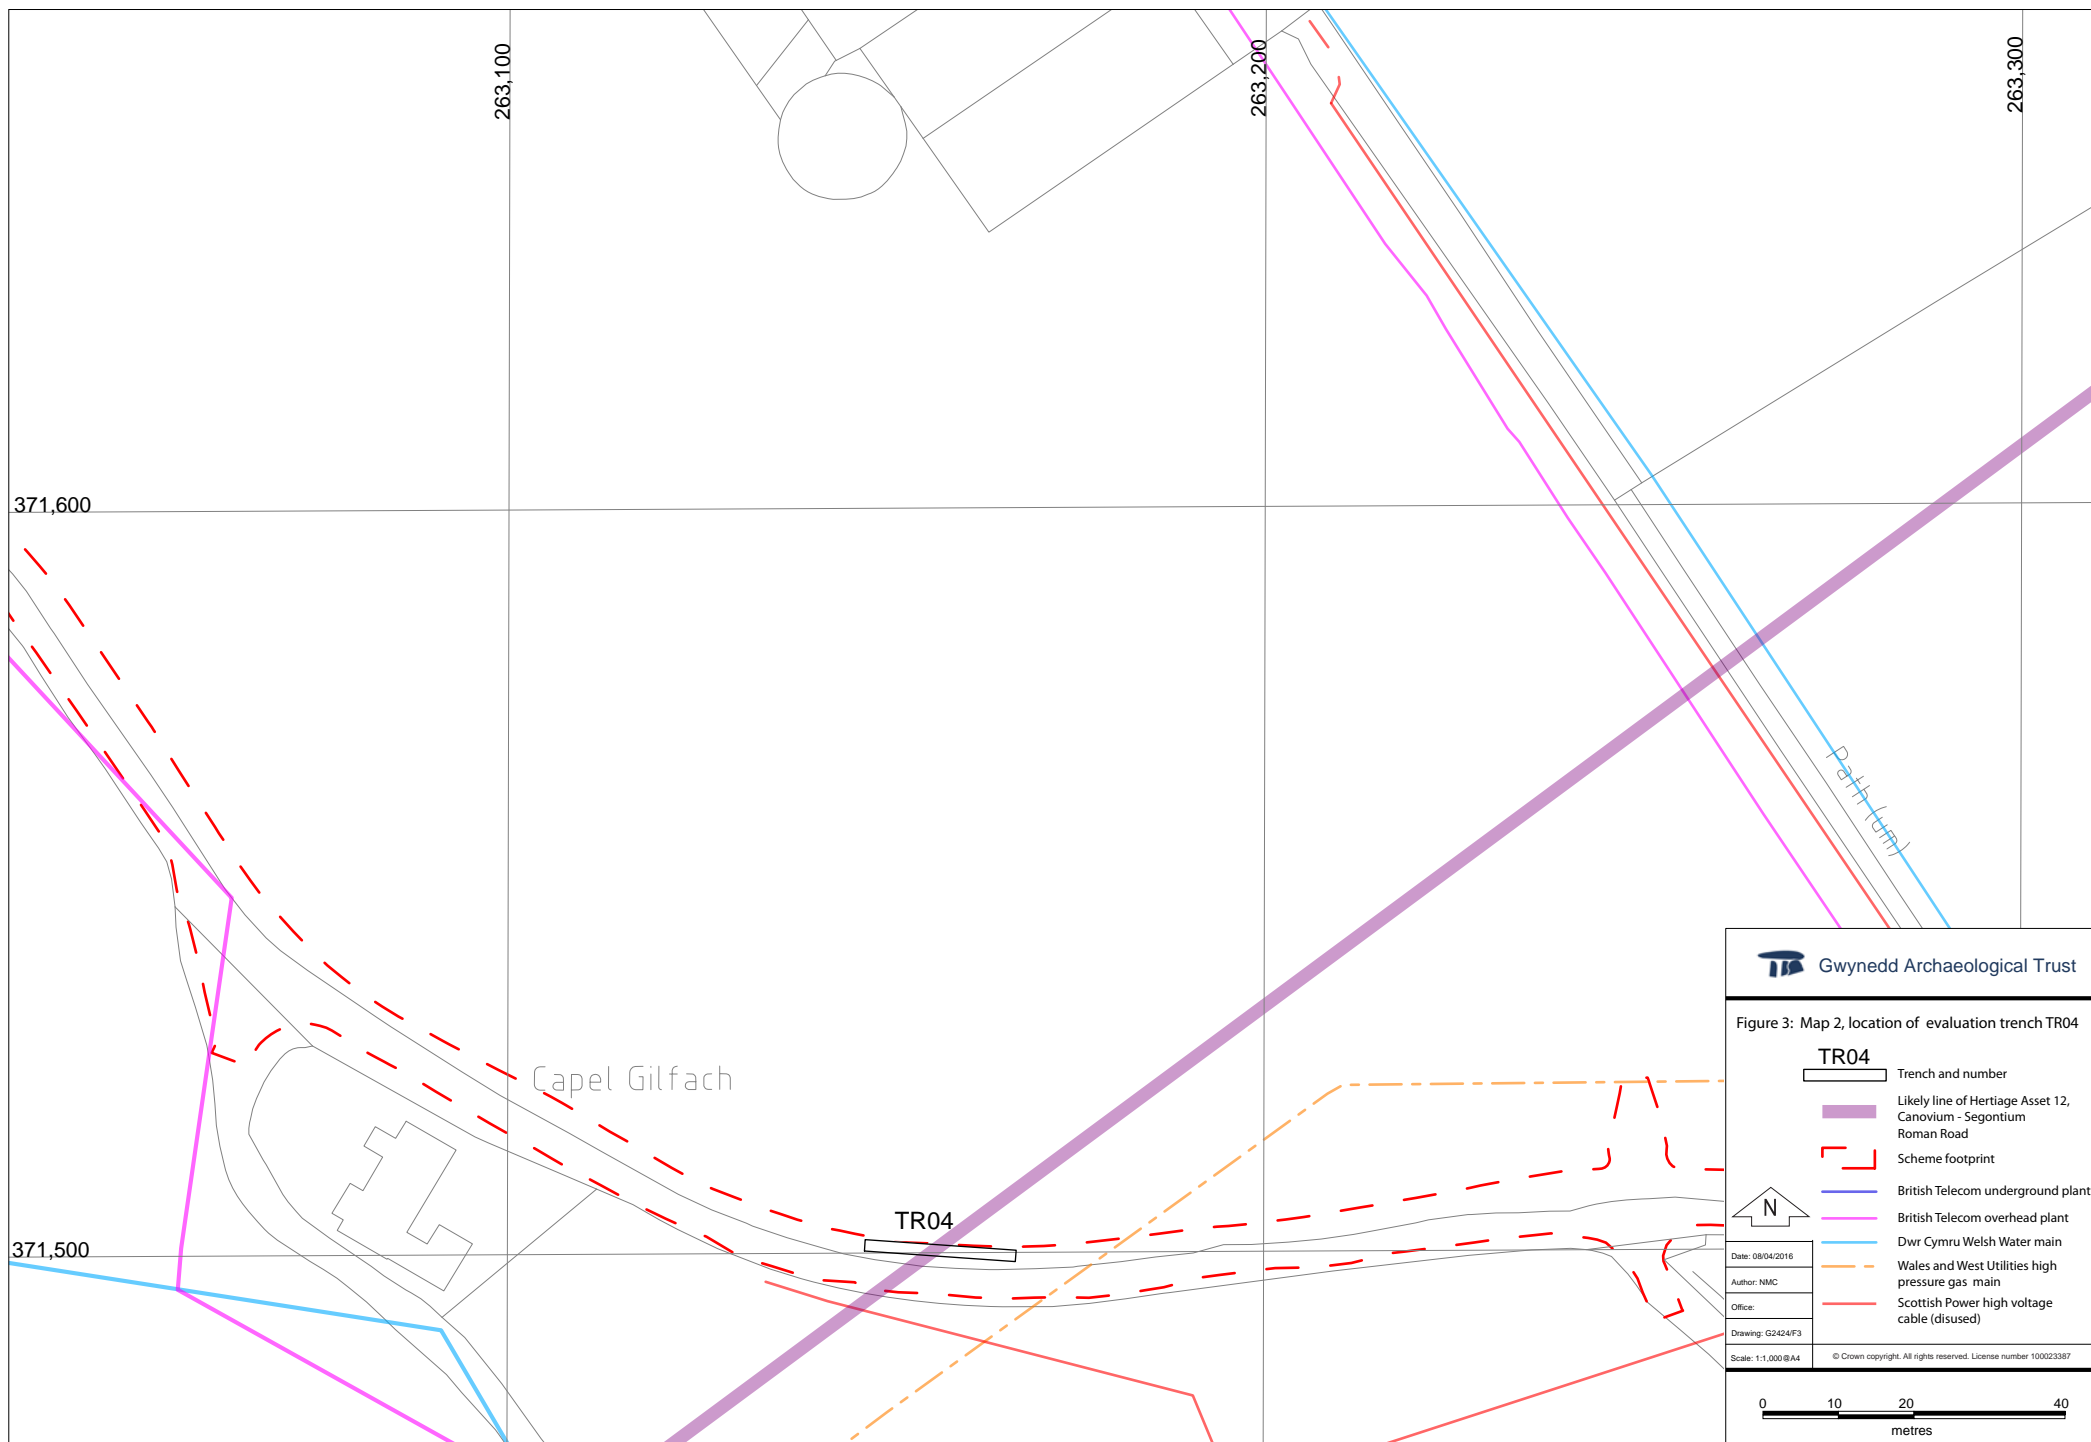 263,100
263,200
263,300
371,600
Path (um)
Capel Gilfach
TR04
371,500
Gwynedd Archaeological Trust
Figure 3: Map 2, location of evaluation trench TR04
TR04
Trench and number
Likely line of Hertiage Asset 12,
Canovium - Segontium
Roman Road
Scheme footprint
British Telecom underground plant
N
British Telecom overhead plant
Dwr Cymru Welsh Water main
Wales and West Utilities high
pressure gas main
Scottish Power high voltage
cable (disused)
Date: 08/04/2016
Author: NMC
Office:
Drawing: G2424/F3
Scale: 1:1,000@A4
© Crown copyright. All rights reserved. License number 100023387
0 10 20 40
metres